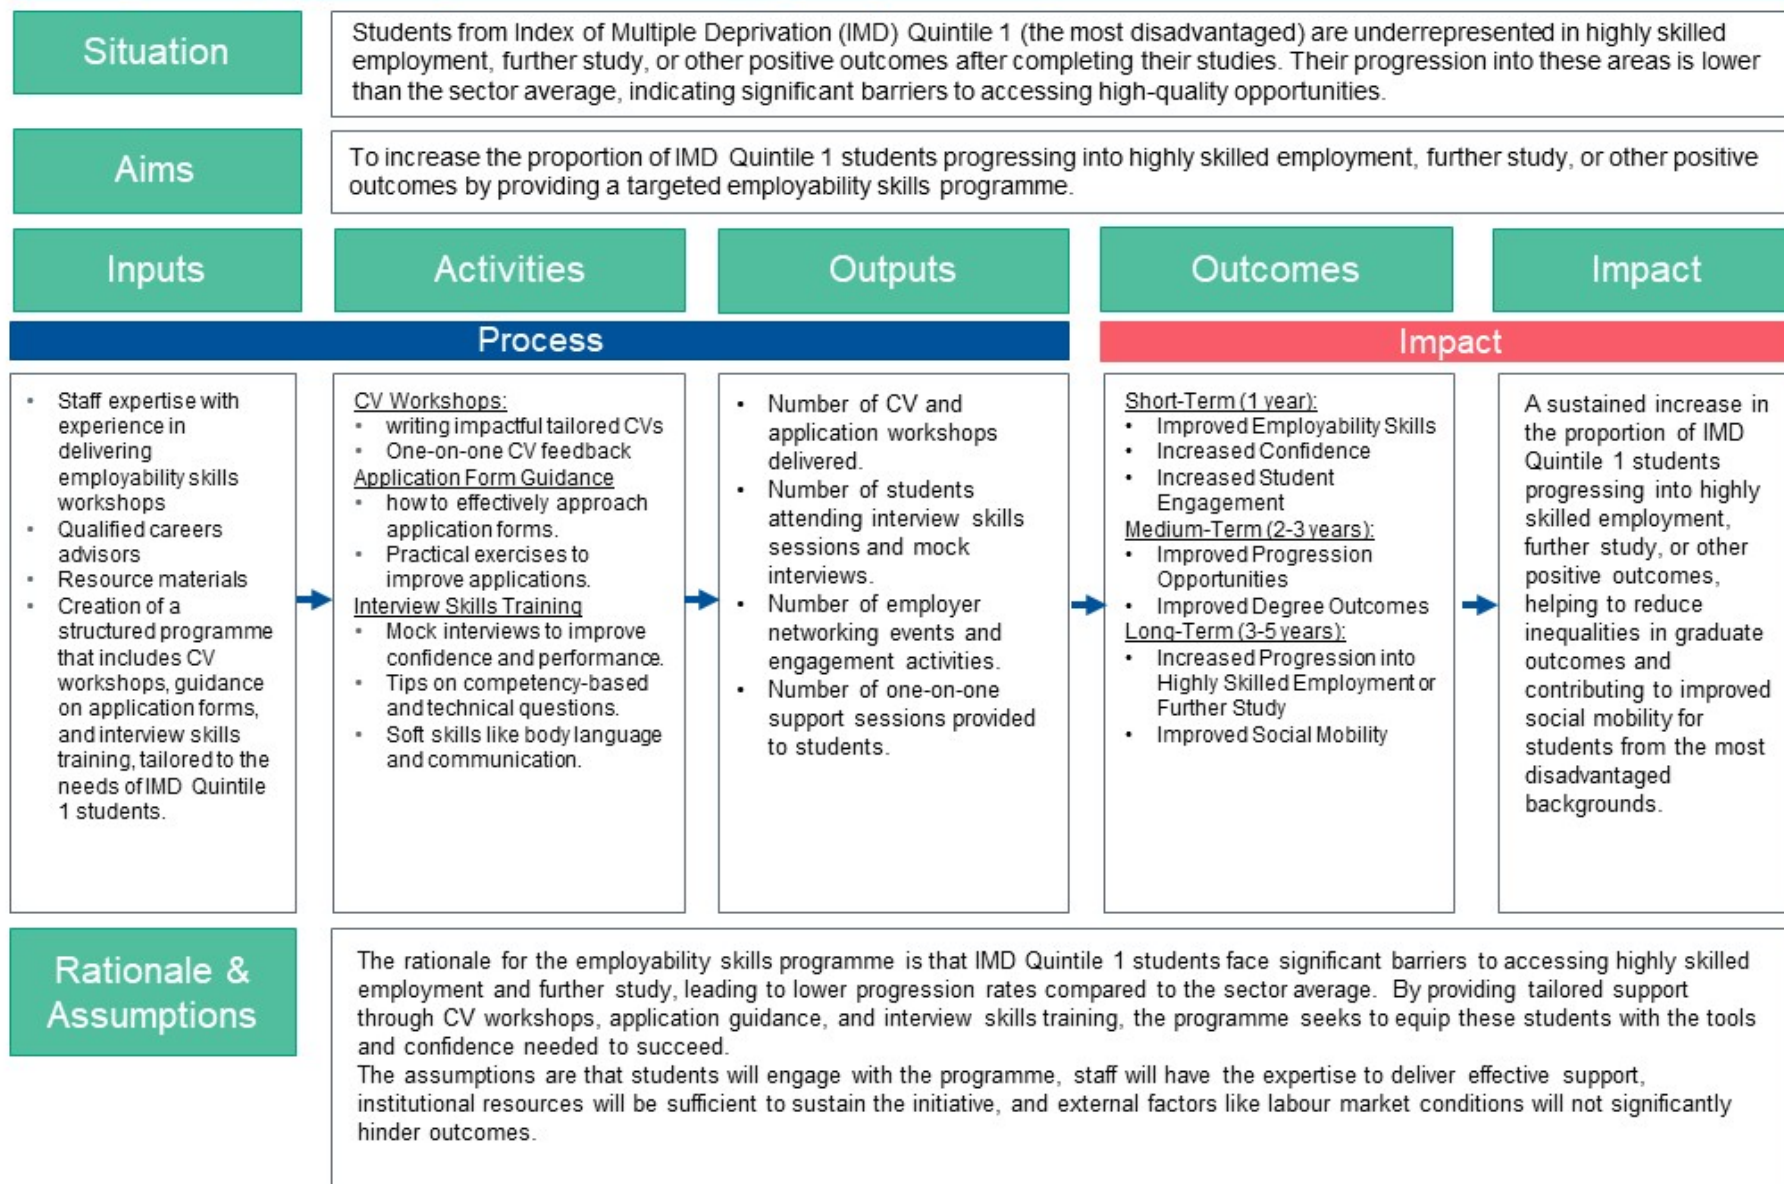 Situation
Students from Index of Multiple Deprivation (IMD) Quintile 1 (the most disadvantaged) are underrepresented in highly skilled
employment, further study, or other positive outcomes after completing their studies. Their progression into these areas is lower
than the sector average, indicating significant barriers to accessing high-quality opportunities.
Aims
To increase the proportion of IMD Quintile 1 students progressing into highly skilled employment, further study, or other positive
outcomes by providing a targeted employability skills programme.
Inputs
Activities
Outputs
Outcomes
Impact
Process
Impact
• Staff expertise with
experience in
delivering
employability skills
workshops
• Qualified careers
advisors
• Resource materials
• Creation of a
structured programme
that includes CV
workshops, guidance
on application forms,
and interview skills
training, tailored to the
needs of IMD Quintile
1 students.
CV Workshops:
• writing impactful tailored CVs
• One-on-one CV feedback
Application Form Guidance
• how to effectively approach
application forms.
• Practical exercises to
improve applications.
Interview Skills Training
• Mock interviews to improve
confidence and performance.
• Tips on competency-based
and technical questions.
• Soft skills like body language
and communication.
• Number of CV and
application workshops
delivered.
• Number of students
attending interview skills
sessions and mock
interviews.
• Number of employer
networking events and
engagement activities.
• Number of one-on-one
support sessions provided
to students.
Short-Term (1 year):
• Improved Employability Skills
• Increased Confidence
• Increased Student
Engagement
Medium-Term (2-3 years):
• Improved Progression
Opportunities
• Improved Degree Outcomes
Long-Term (3-5 years):
• Increased Progression into
Highly Skilled Employment or
Further Study
• Improved Social Mobility
A sustained increase in
the proportion of IMD
Quintile 1 students
progressing into highly
skilled employment,
further study, or other
positive outcomes,
helping to reduce
inequalities in graduate
outcomes and
contributing to improved
social mobility for
students from the most
disadvantaged
backgrounds.
Rationale &
Assumptions
The rationale for the employability skills programme is that IMD Quintile 1 students face significant barriers to accessing highly skilled
employment and further study, leading to lower progression rates compared to the sector average. By providing tailored support
through CV workshops, application guidance, and interview skills training, the programme seeks to equip these students with the tools
and confidence needed to succeed.
The assumptions are that students will engage with the programme, staff will have the expertise to deliver effective support,
institutional resources will be sufficient to sustain the initiative, and external factors like labour market conditions will not significantly
hinder outcomes.